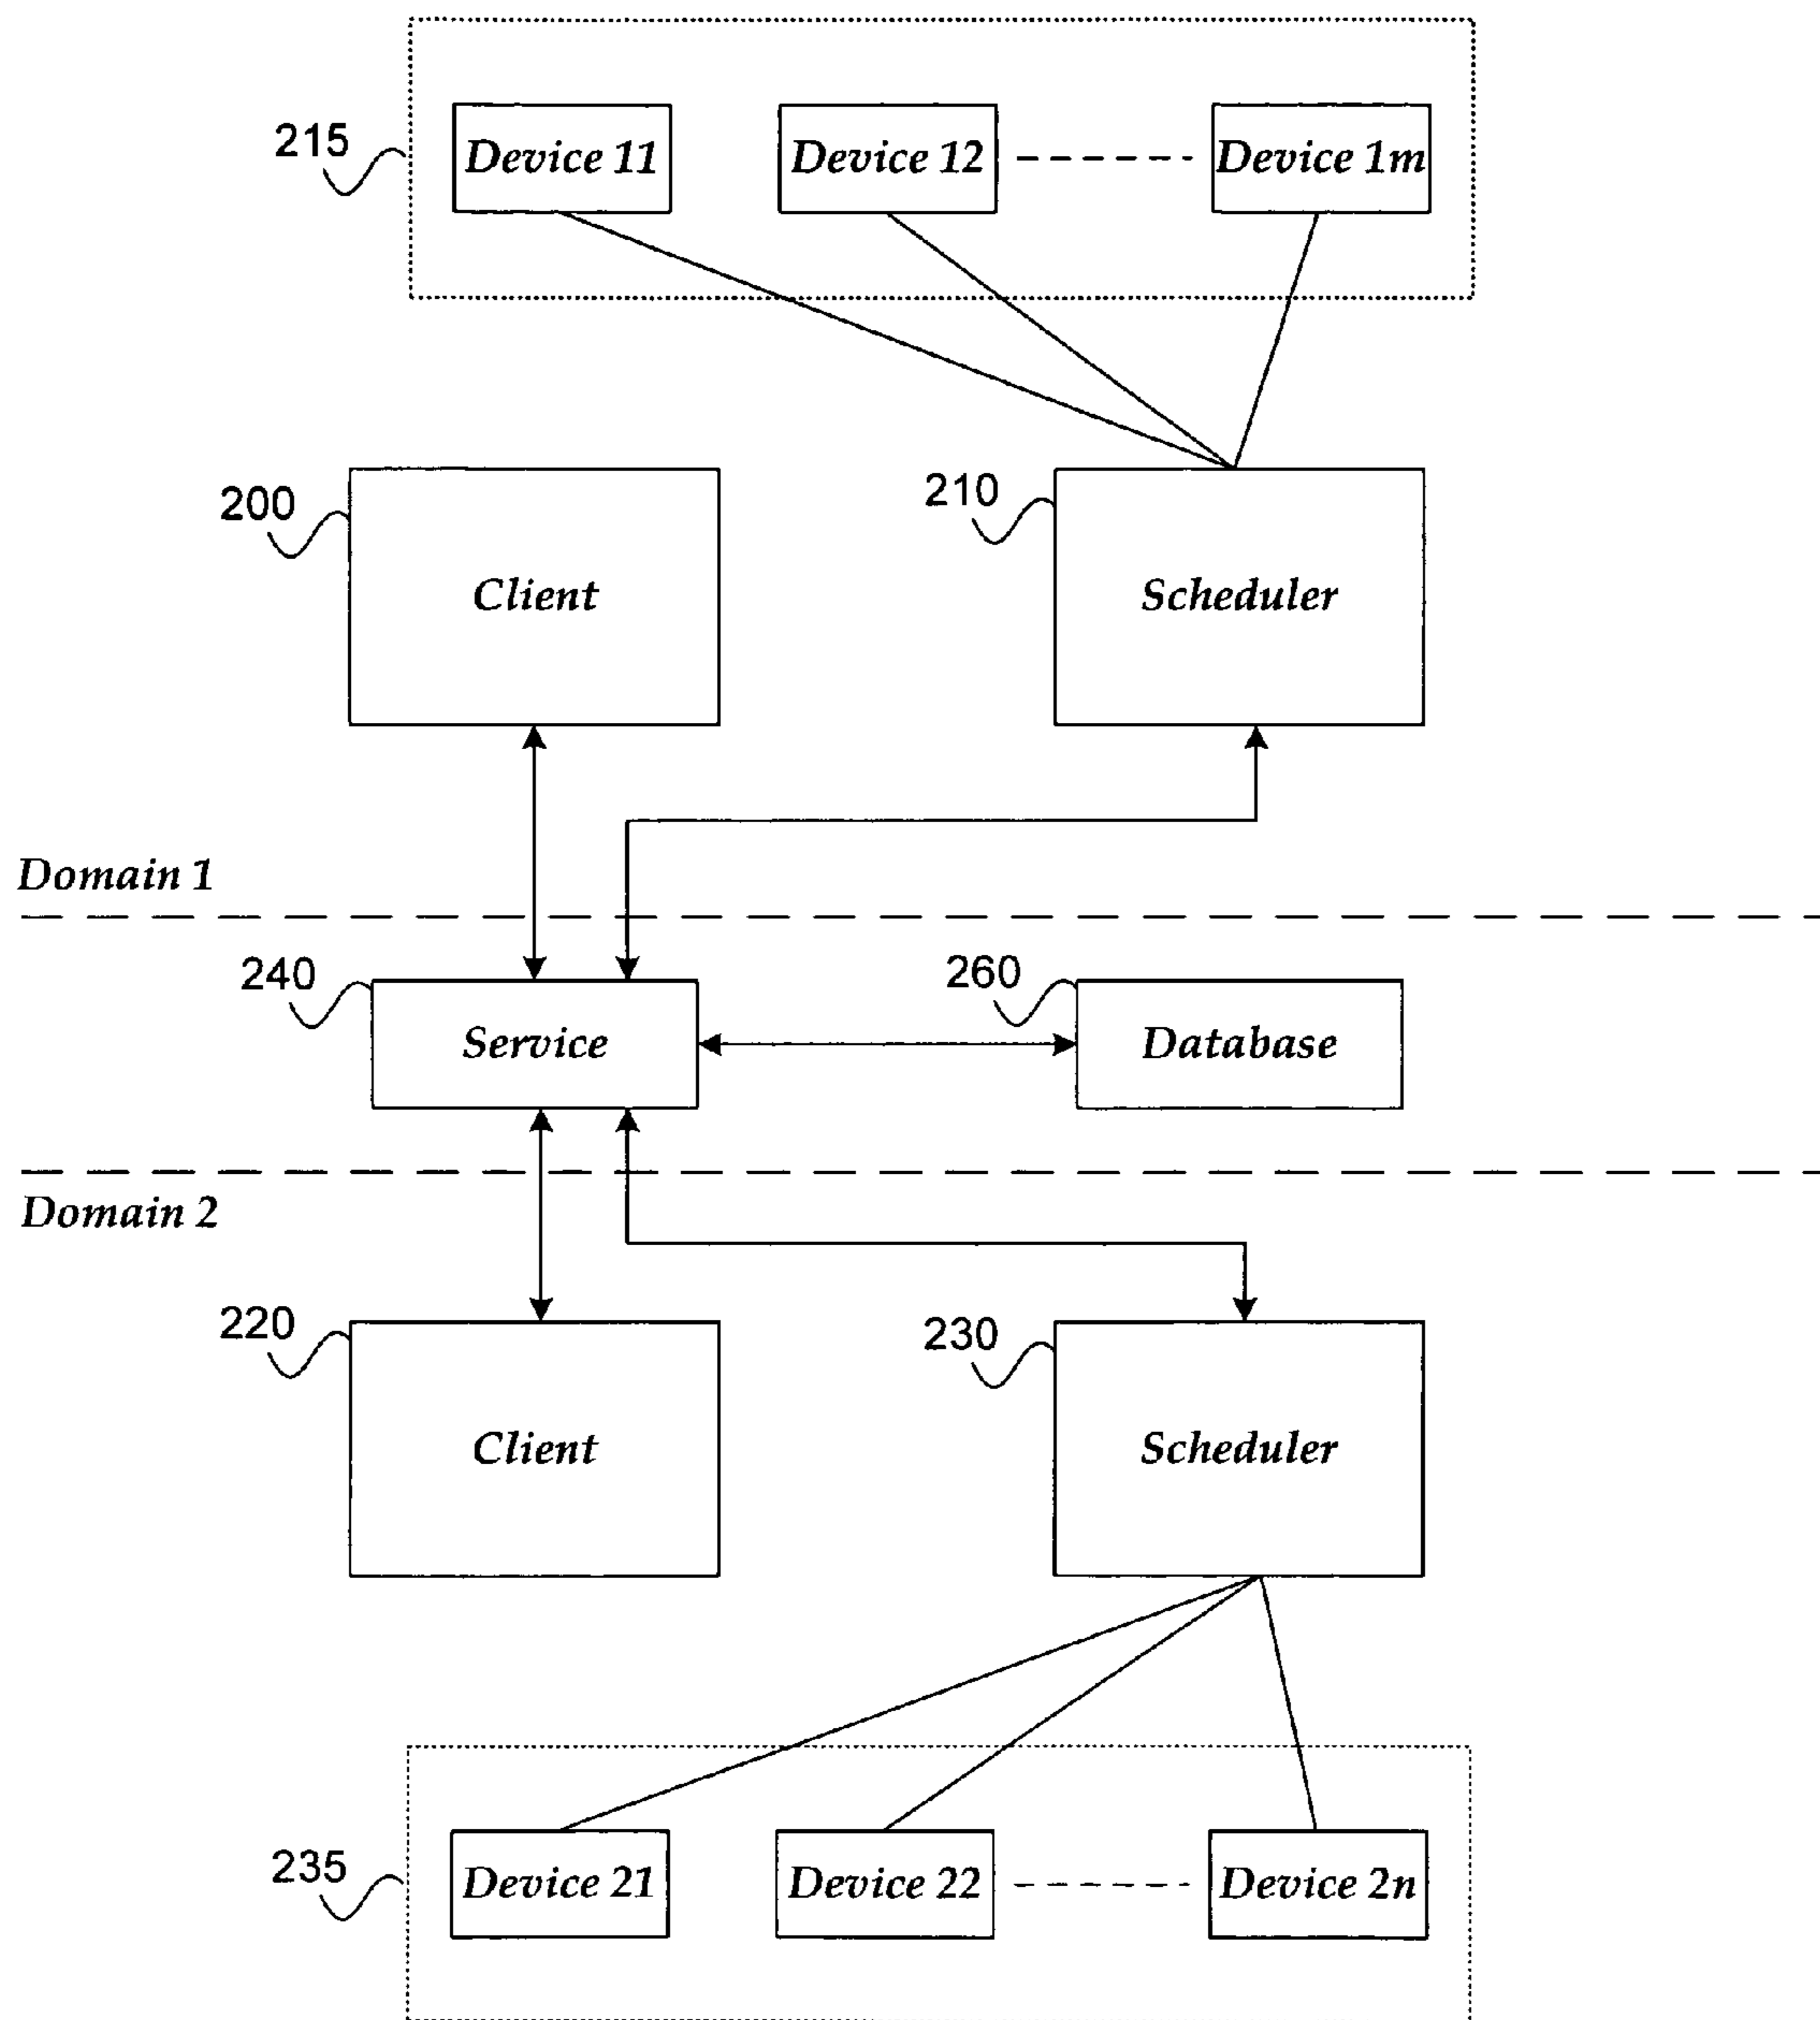 215
Device 11
Device 12
Device 1m
200
Client
210
Scheduler
Domain 1
240
Service
260
Database
Domain 2
220
Client
230
Scheduler
235
Device 21
Device 22
Device 2n